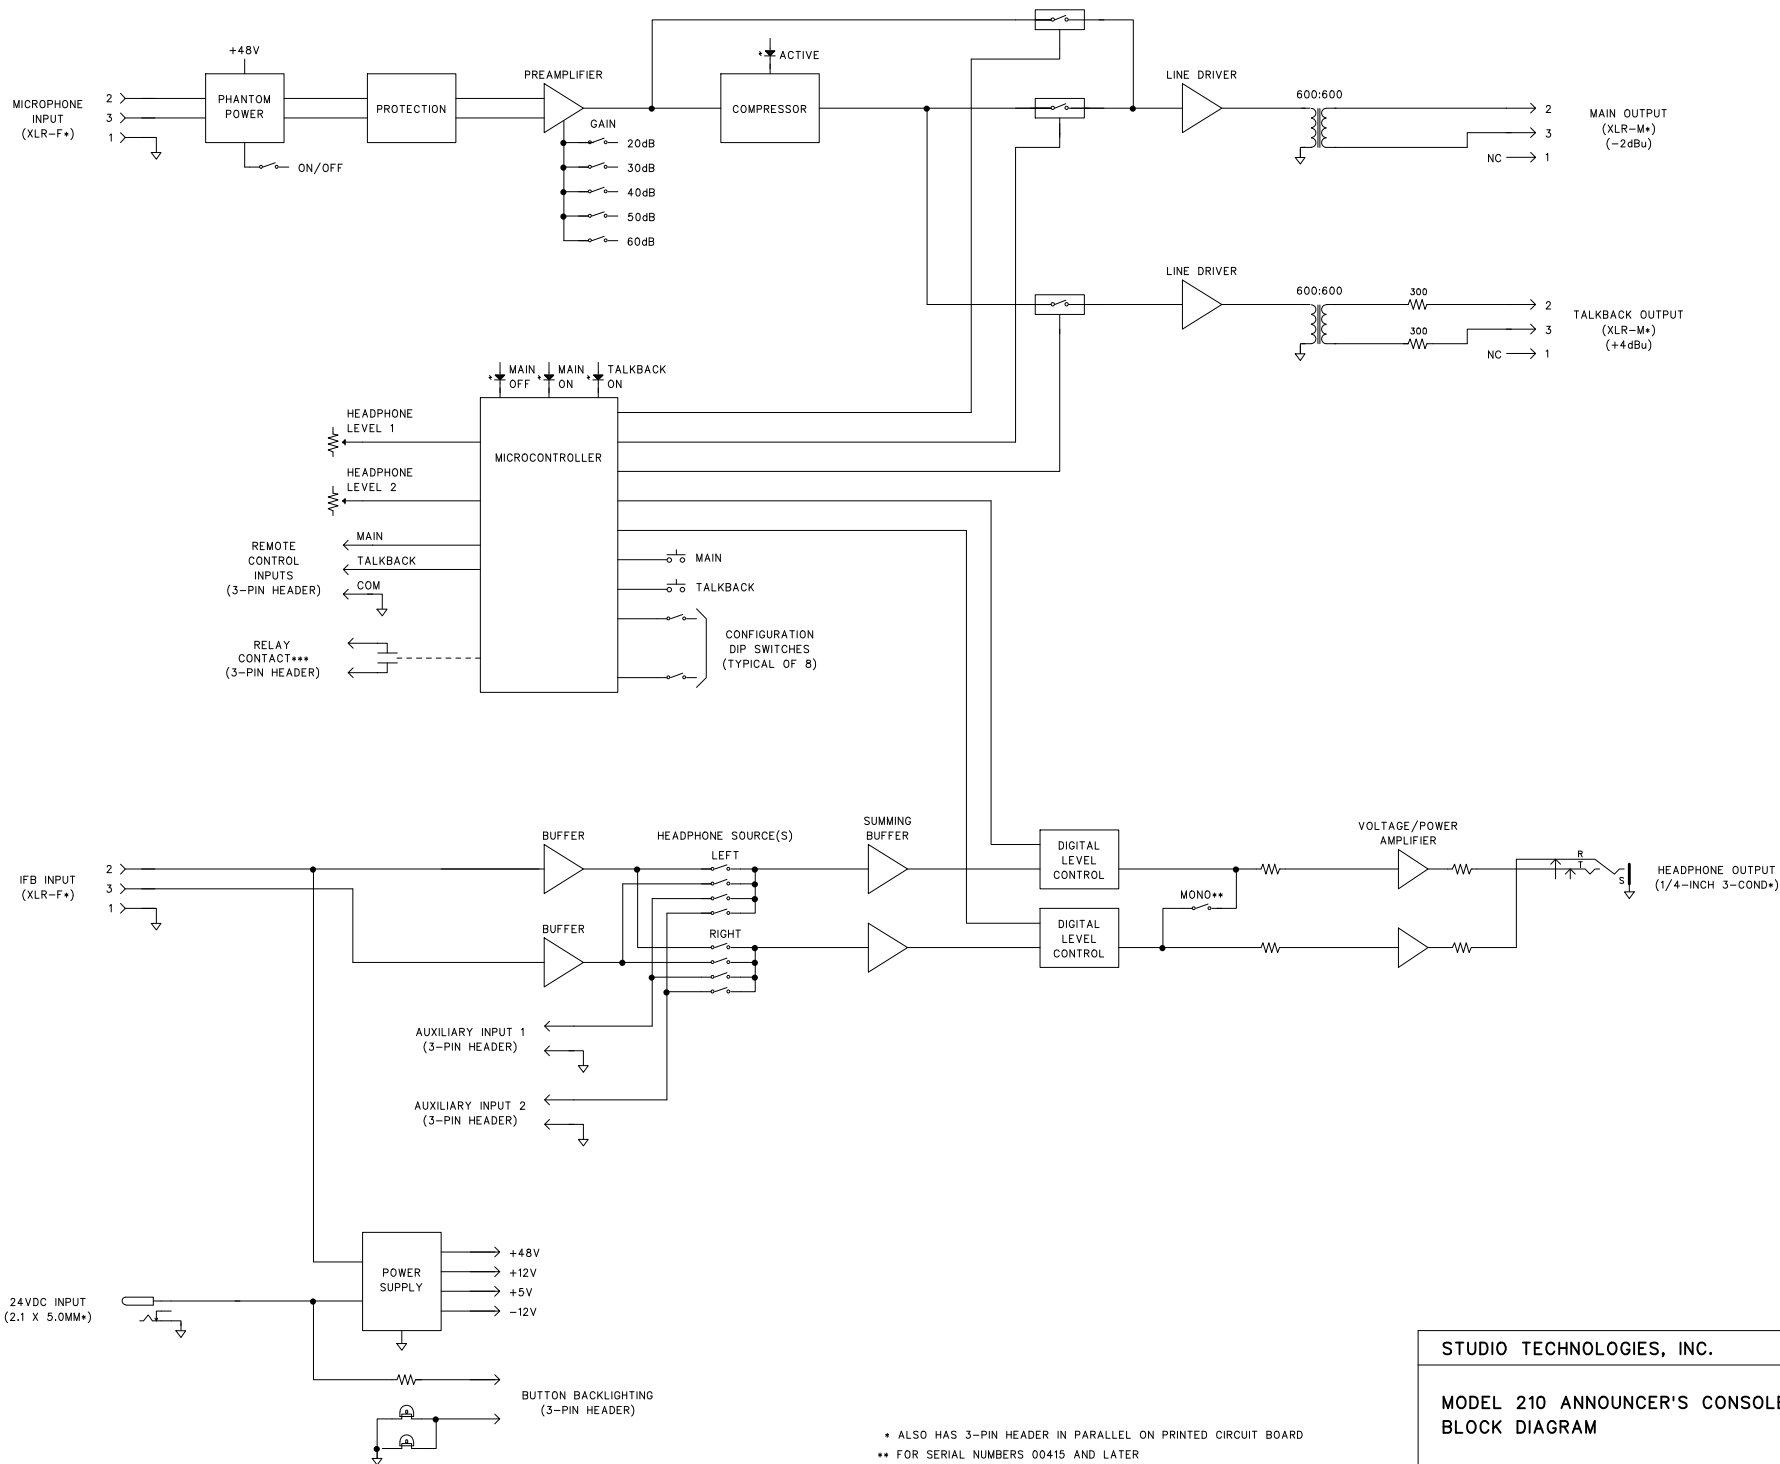 +48V
ACTIVE
PREAMPLIFIER
LINE DRIVER
MICROPHONE
INPUT
(XLR-F*)
2
3
1
PHANTOM
POWER
PROTECTION
COMPRESSOR
600:600
2
3
NC
1
MAIN OUTPUT
(XLR-M*)
(-2dBu)
ON/OFF
GAIN
20dB
30dB
40dB
50dB
60dB
LINE DRIVER
600:600
300
300
2
3
NC
1
TALKBACK OUTPUT
(XLR-M*)
(+4dBu)
MAIN
OFF
MAIN
ON
TALKBACK
ON
HEADPHONE
LEVEL 1
MICROCONTROLLER
HEADPHONE
LEVEL 2
REMOTE
CONTROL
INPUTS
(3-PIN HEADER)
MAIN
TALKBACK
COM
MAIN
TALKBACK
RELAY
CONTACT***
(3-PIN HEADER)
CONFIGURATION
DIP SWITCHES
(TYPICAL OF 8)
BUFFER
HEADPHONE SOURCE(S)
LEFT
SUMMING
BUFFER
DIGITAL
LEVEL
CONTROL
VOLTAGE/POWER
AMPLIFIER
R
T
S
HEADPHONE OUTPUT
(1/4-INCH 3-COND*)
IFB INPUT
(XLR-F*)
2
3
1
MONO**
BUFFER
RIGHT
DIGITAL
LEVEL
CONTROL
AUXILIARY INPUT 1
(3-PIN HEADER)
AUXILIARY INPUT 2
(3-PIN HEADER)
POWER
SUPPLY
+48V
+12V
+5V
-12V
24VDC INPUT
(2.1 X 5.0MM*)
BUTTON BACKLIGHTING
(3-PIN HEADER)
* ALSO HAS 3-PIN HEADER IN PARALLEL ON PRINTED CIRCUIT BOARD
** FOR SERIAL NUMBERS 00415 AND LATER
STUDIO TECHNOLOGIES, INC.
MODEL 210 ANNOUNCER'S CONSOLE
BLOCK DIAGRAM